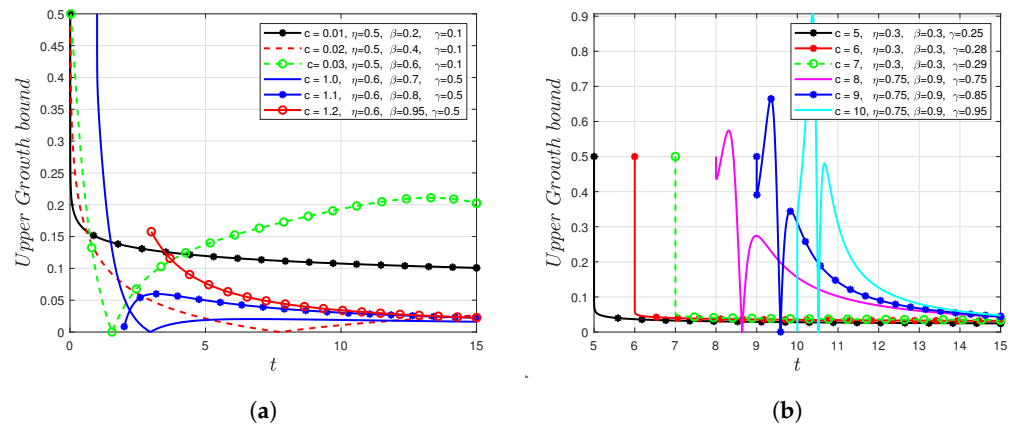 c = 0.01, η=0.5, β=0.2, γ=0.1
c = 0.02, η=0.5, β=0.4, γ=0.1
c= 0.03, η=0.5, β=0.6, γ=0.1
c = 1.0, η=0.6, β=0.7, γ=0.5
c = 1.1, η=0.6, β=0.8, γ=0.5
c = 1.2, η=0.6, β=0.95, γ=0.5
Upper Growth bound
0.5
0.45
0.4
0.35
0.3
0.25
0.2
0.15
0.1
0.05
0
0 5 10 15
t
(a)
c = 5, η=0.3, β=0.3, γ=0.25
c = 6, η=0.3, β=0.3, γ=0.28
c = 7, η=0.3, β=0.3, γ=0.29
c = 8, η=0.75, β=0.9, γ=0.75
c = 9, η=0.75, β=0.9, γ=0.85
c = 10, η=0.75, β=0.9, γ=0.95
Upper Growth bound
0.9
0.8
0.7
0.6
0.5
0.4
0.3
0.2
0.1
0
5 6 7 8 9 10 11 12 13 14 15
t
(b)